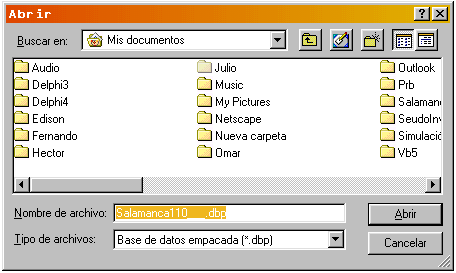 Abrir
Buscar en: Mis documentos
Audio Julio Outlook
Delphi3 Music Prb
Delphi4 My Pictures Salaman
Edison Netscape SeudoInv
Fernando Nueva carpeta Simulació
Hector Omar Vb5
Nombre de archivo: Salamanca110___.dbp Abrir
Tipo de archivos: Base de datos empacada (*.dbp) Cancelar